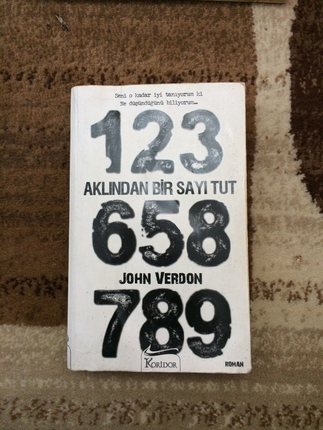 Seni o kadar iyi tanıyorum ki
Ne düşündüğünü biliyorum...
123
AKLINDAN BİR SAYI TUT
658
JOHN VERDON
789
KORİDOR
ROMAN